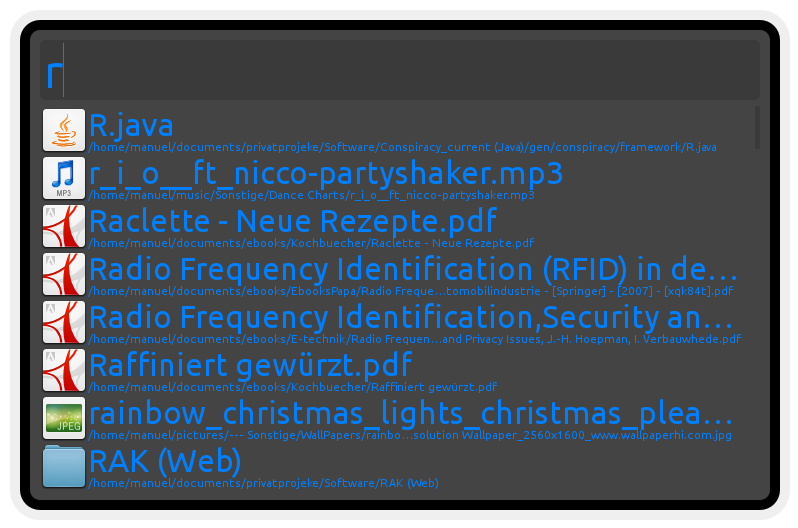 r
R.java
/home/manuel/documents/privatprojeke/Software/Conspiracy_current (Java)/gen/conspiracy/framework/R.java
r_i_o__ft_nicco-partyshaker.mp3
MP3
/home/manuel/music/Sonstige/Dance Charts/r_i_o__ft_nicco-partyshaker.mp3
Raclette - Neue Rezepte.pdf
/home/manuel/documents/ebooks/Kochbuecher/Raclette - Neue Rezepte.pdf
Radio Frequency Identification (RFID) in de...
/home/manuel/documents/ebooks/EbooksPapa/Radio Freque...tomobilindustrie - [Springer] - [2007] - [xqk84t].pdf
Radio Frequency Identification,Security an...
/home/manuel/documents/ebooks/E-technik/Radio Frequen...and Privacy Issues, J.-H. Hoepman, I. Verbauwhede.pdf
Raffiniert gewürzt.pdf
/home/manuel/documents/ebooks/Kochbuecher/Raffiniert gewürzt.pdf
rainbow_christmas_lights_christmas_plea...
JPEG
/home/manuel/pictures/--- Sonstige/WallPapers/rainbo...solution Wallpaper_2560x1600_www.wallpaperhi.com.jpg
RAK (Web)
/home/manuel/documents/privatprojeke/Software/RAK (Web)